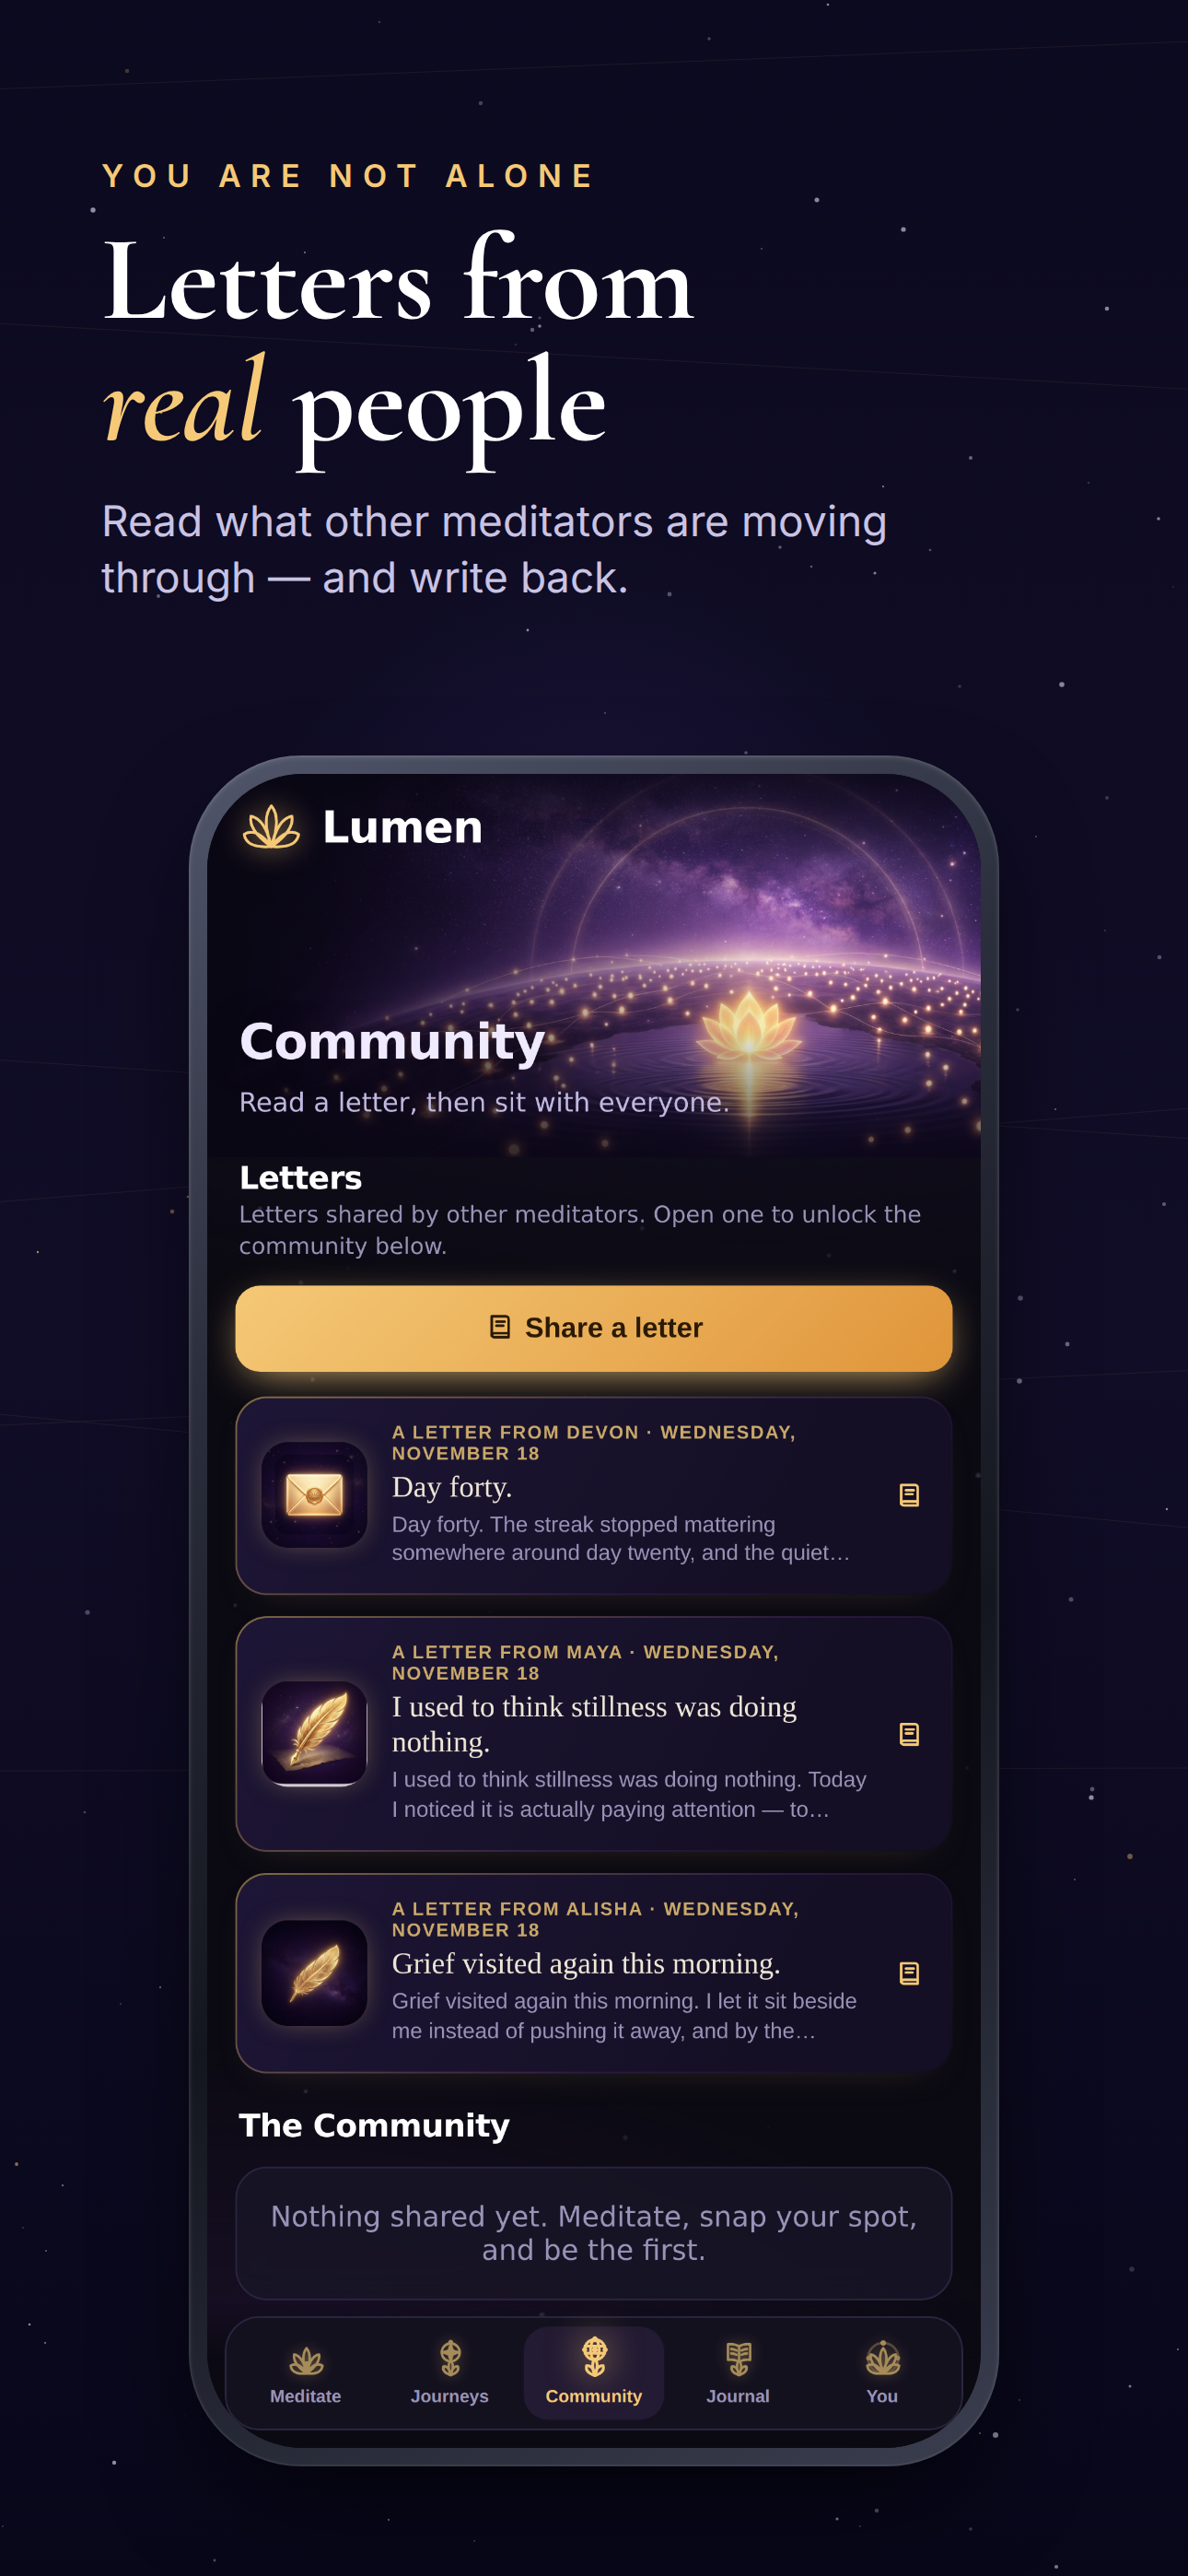 YOU ARE NOT ALONE
Letters from
real people
Read what other meditators are moving
through — and write back.
Lumen
Community
Read a letter, then sit with everyone.
Letters
Letters shared by other meditators. Open one to unlock the
community below.
Share a letter
A LETTER FROM DEVON · WEDNESDAY,
NOVEMBER 18
Day forty.
Day forty. The streak stopped mattering
somewhere around day twenty, and the quiet…
A LETTER FROM MAYA · WEDNESDAY,
NOVEMBER 18
I used to think stillness was doing
nothing.
I used to think stillness was doing nothing. Today
I noticed it is actually paying attention — to…
A LETTER FROM ALISHA · WEDNESDAY,
NOVEMBER 18
Grief visited again this morning.
Grief visited again this morning. I let it sit beside
me instead of pushing it away, and by the…
The Community
Nothing shared yet. Meditate, snap your spot,
and be the first.
Meditate Journeys Community Journal You